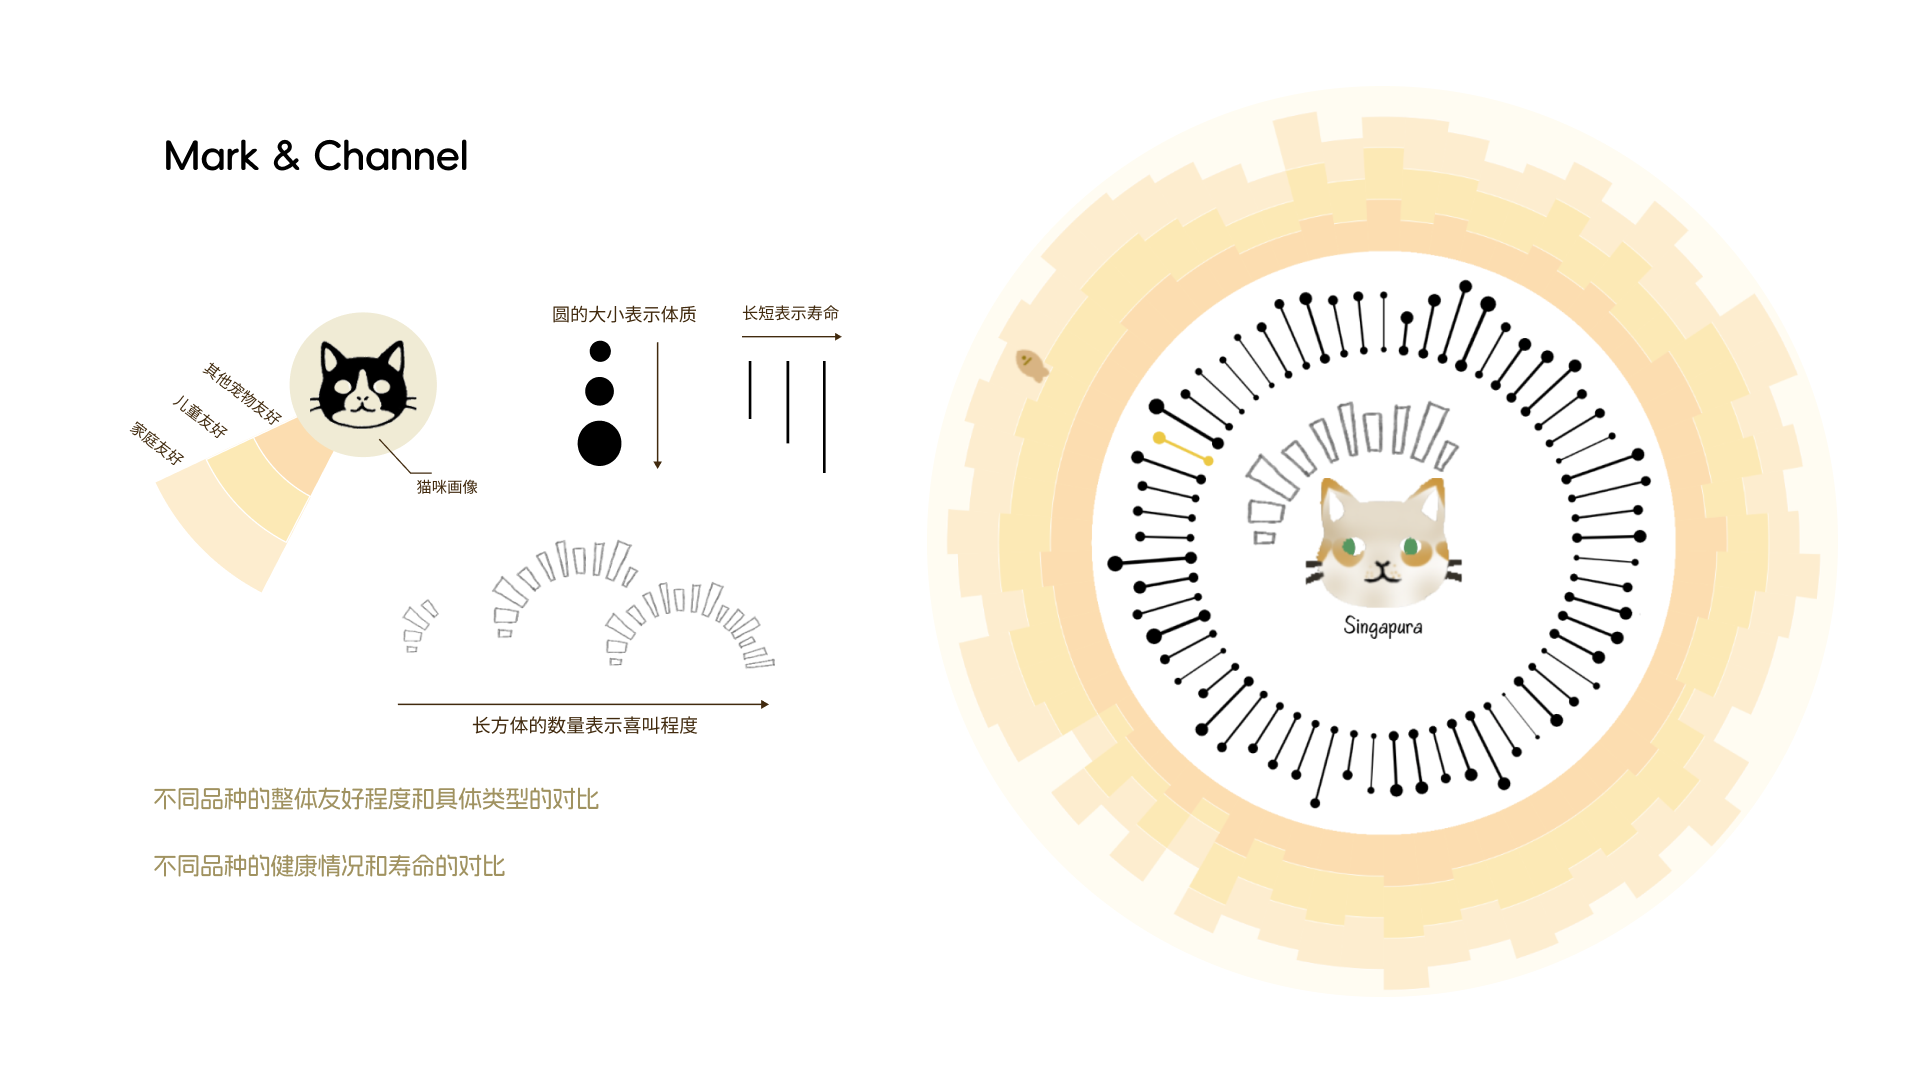 Mark & Channel
圆的大小表示体质
长短表示寿命
其他宠物友好
儿童友好
家庭友好
猫咪画像
长方体的数量表示喜叫程度
不同品种的整体友好程度和具体类型的对比
不同品种的健康情况和寿命的对比
Singapura